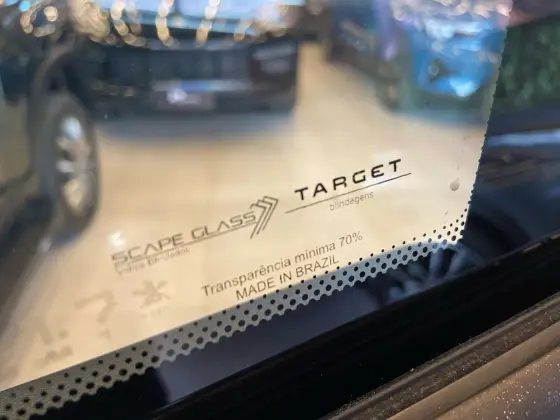 SCAPE GLASS
TARGET
blindagens
Transparência mínima 70%
MADE IN BRAZIL